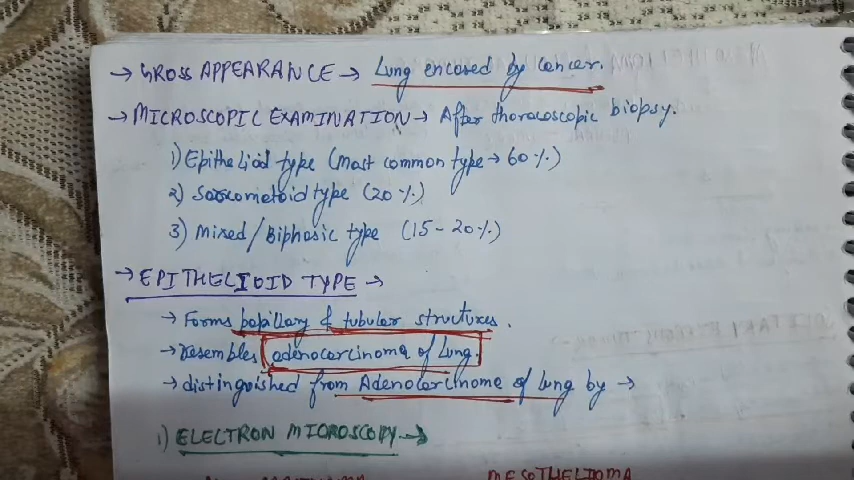 → GROSS APPEARANCE → Lung encased by cancer.
→ MICROSCOPIC EXAMINATION → After thoracoscopic biopsy.
1) Epithelioid type (most common type → 60%)
2) Sarcomatoid type (20%)
3) Mixed/Biphasic type (15-20%)
→ EPITHELIOID TYPE →
→ Forms papillary & tubular structures.
→ resembles adenocarcinoma of Lung.
→ distinguished from Adenocarcinoma of lung by →
1) ELECTRON MICROSCOPY →
MESOTHELIOMA